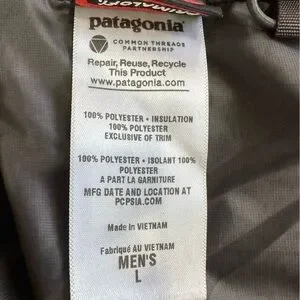 patagonia®
COMMON THREADS
PARTNERSHIP
Repair, Reuse, Recycle
This Product
www.patagonia.com
100% POLYESTER • INSULATION
100% POLYESTER
EXCLUSIVE OF TRIM
100% POLYESTER • ISOLANT 100%
POLYESTER
A PART LA GARNITURE
MFG DATE AND LOCATION AT
PCPSIA.COM
Made in VIETNAM
Fabriqué AU VIETNAM
MEN'S
L